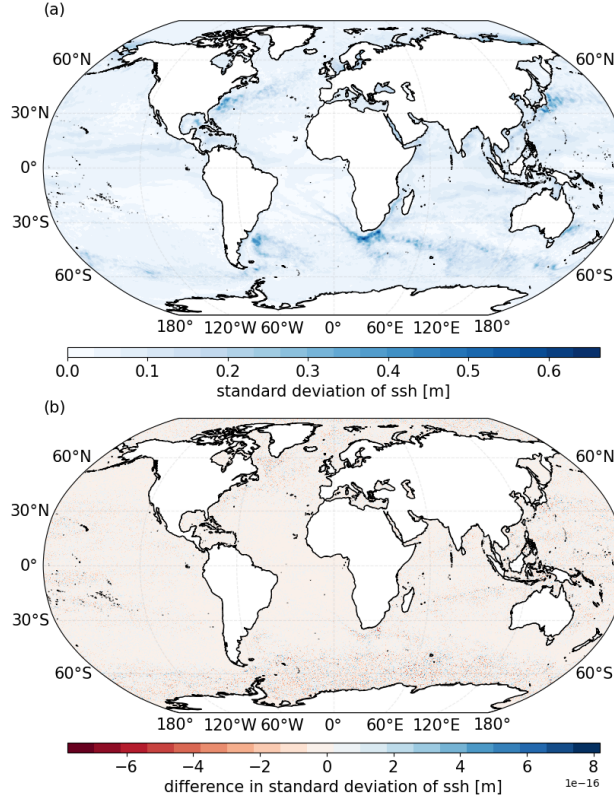 (a)
60°N 60°N
30°N 30°N
0° 0°
30°S 30°S
60°S 60°S
180° 120°W 60°W 0° 60°E 120°E 180°
0.0 0.1 0.2 0.3 0.4 0.5 0.6
standard deviation of ssh [m]
(b)
60°N 60°N
30°N 30°N
0° 0°
30°S 30°S
60°S 60°S
180° 120°W 60°W 0° 60°E 120°E 180°
−6 −4 −2 0 2 4 6 8
1e−16
difference in standard deviation of ssh [m]